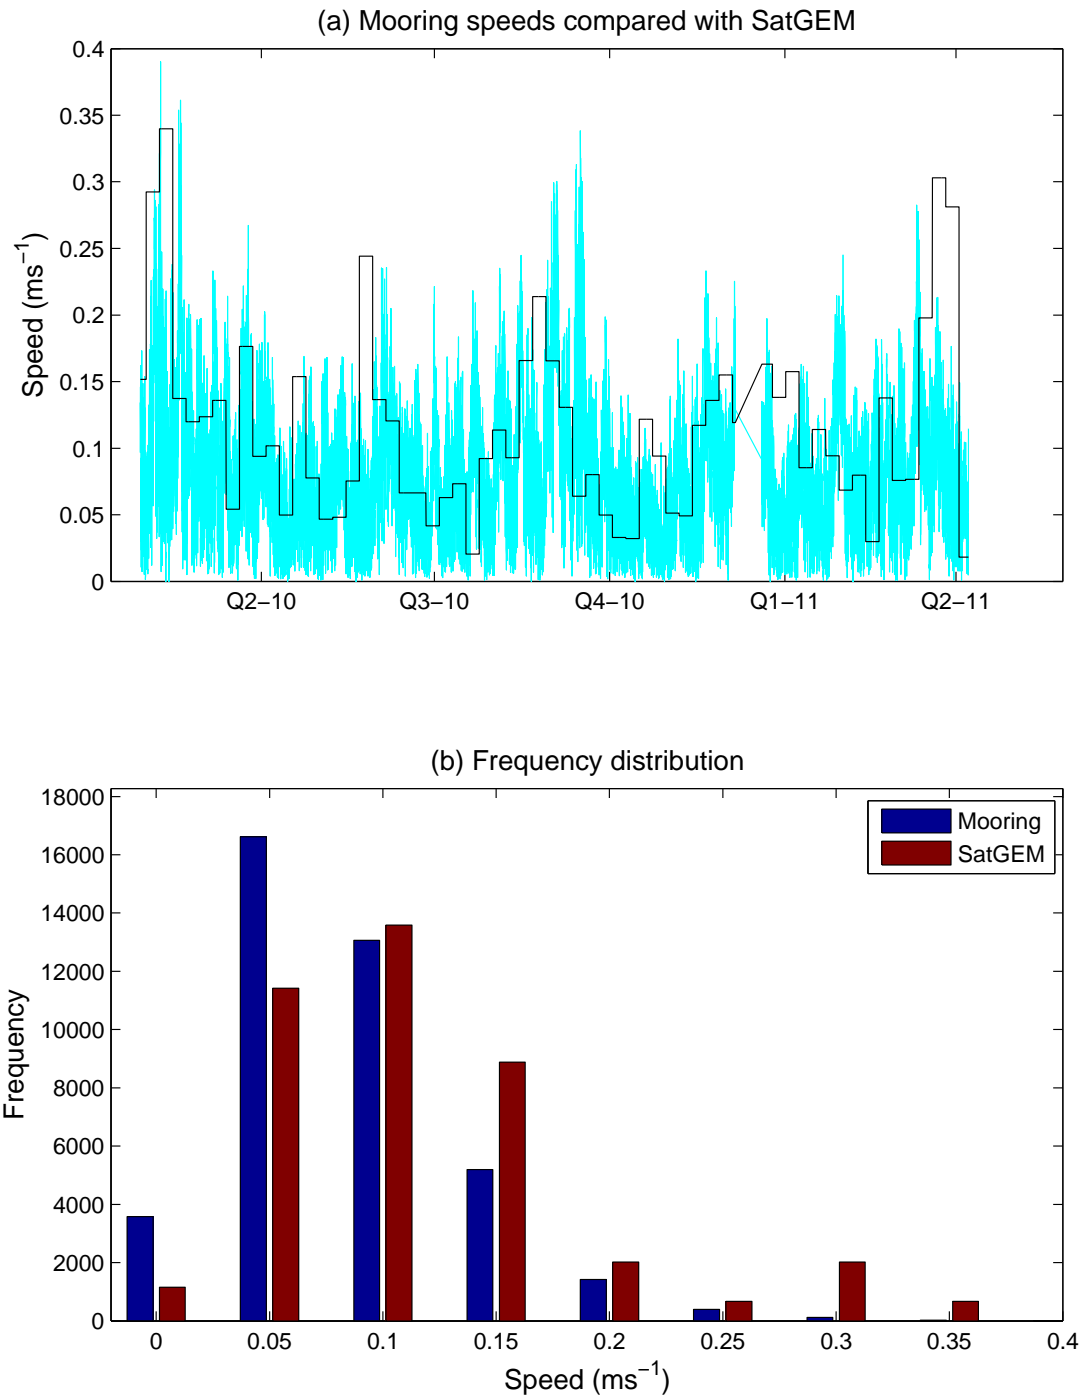 (a) Mooring speeds compared with SatGEM
0.4
0.35
0.3
0.25
0.2
0.15
0.1
0.05
0
Speed (ms⁻¹)
Q2−10 Q3−10 Q4−10 Q1−11 Q2−11
(b) Frequency distribution
18000
16000
14000
12000
10000
8000
6000
4000
2000
0
Frequency
Mooring
SatGEM
0 0.05 0.1 0.15 0.2 0.25 0.3 0.35 0.4
Speed (ms⁻¹)